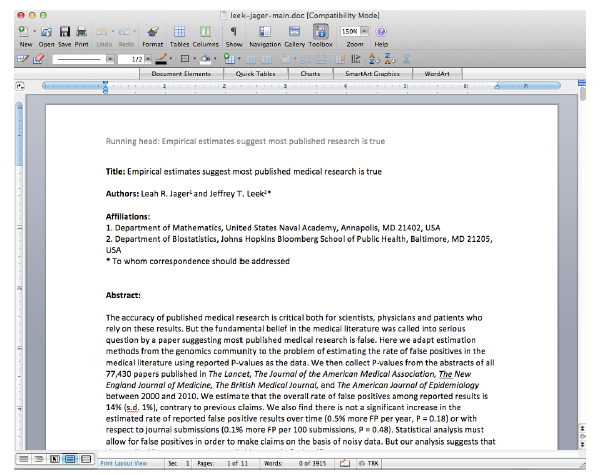 leek-jager-main.doc [Compatibility Mode]
150%
New Open Save Print Undo Redo Format Tables Columns Show Navigation Gallery Toolbox Zoom Help
1/2
Document Elements Quick Tables Charts SmartArt Graphics WordArt
Running head: Empirical estimates suggest most published research is true
Title: Empirical estimates suggest most published medical research is true
Authors: Leah R. Jager¹ and Jeffrey T. Leek²*
Affiliations:
1. Department of Mathematics, United States Naval Academy, Annapolis, MD 21402, USA
2. Department of Biostatistics, Johns Hopkins Bloomberg School of Public Health, Baltimore, MD 21205,
USA
* To whom correspondence should be addressed
Abstract:
The accuracy of published medical research is critical both for scientists, physicians and patients who
rely on these results. But the fundamental belief in the medical literature was called into serious
question by a paper suggesting most published medical research is false. Here we adapt estimation
methods from the genomics community to the problem of estimating the rate of false positives in the
medical literature using reported P-values as the data. We then collect P-values from the abstracts of all
77,430 papers published in The Lancet, The Journal of the American Medical Association, The New
England Journal of Medicine, The British Medical Journal, and The American Journal of Epidemiology
between 2000 and 2010. We estimate that the overall rate of false positives among reported results is
14% (s.d. 1%), contrary to previous claims. We also find there is not a significant increase in the
estimated rate of reported false positive results over time (0.5% more FP per year, P = 0.18) or with
respect to journal submissions (0.1% more FP per 100 submissions, P = 0.48). Statistical analysis must
allow for false positives in order to make claims on the basis of noisy data. But our analysis suggests that
Print Layout View Sec 1 Pages: 1 of 11 Words: 0 of 3915 TRK